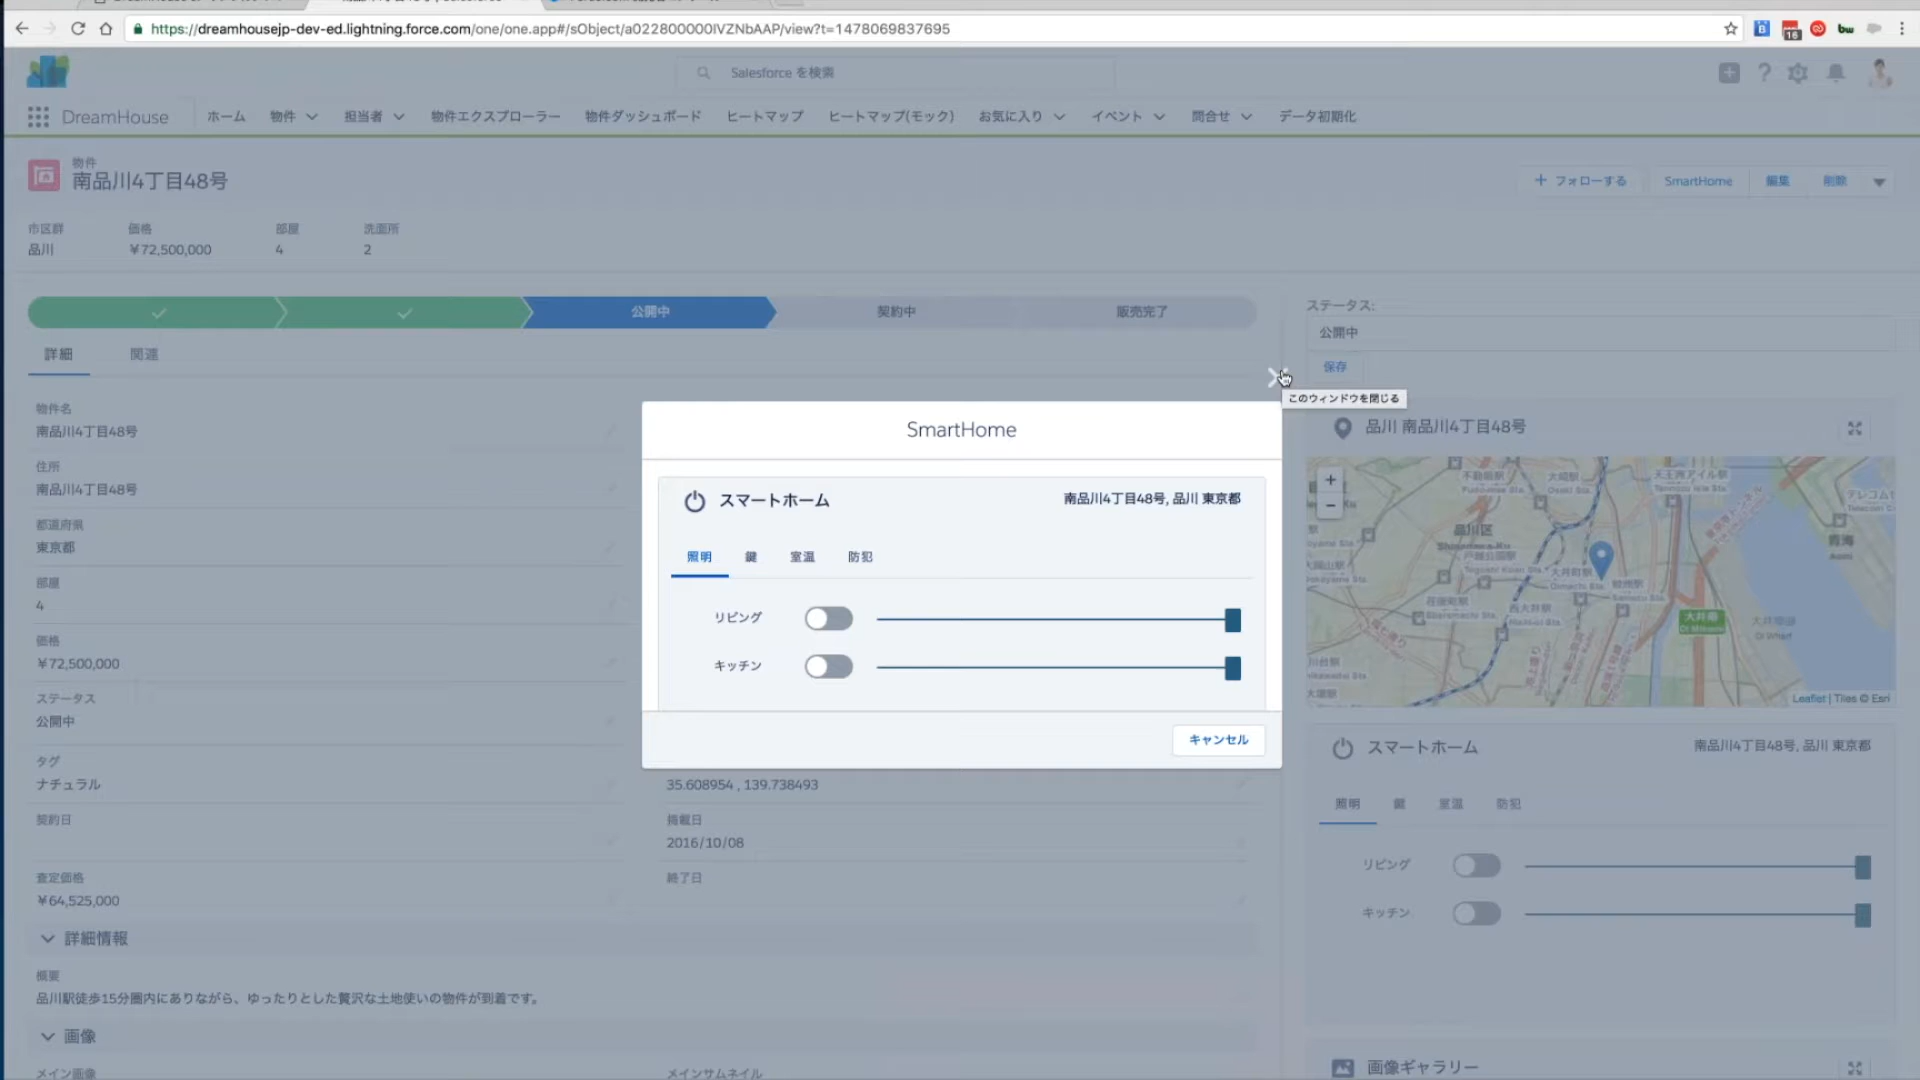 https://dreamhousejp-dev-ed.lightning.force.com/one/one.app#/sObject/a022800000IVZNbAAP/view?t=1478069837695
16
bw
Salesforce を検索
DreamHouse
ホーム
物件
担当者
物件エクスプローラー
物件ダッシュボード
ヒートマップ
ヒートマップ(モック)
お気に入り
イベント
問合せ
データ初期化
物件
南品川4丁目48号
+ フォローする
SmartHome
編集
削除
市区群
価格
部屋
洗面所
品川
¥72,500,000
4
2
公開中
契約中
販売完了
詳細
関連
ステータス:
公開中
保存
このウィンドウを閉じる
物件名
南品川4丁目48号
住所
南品川4丁目48号
都道府県
東京都
部屋
4
価格
¥72,500,000
ステータス
公開中
タグ
ナチュラル
契約日
査定価格
¥64,525,000
35.608954 , 139.738493
掲載日
2016/10/08
終了日
詳細情報
概要
品川駅徒歩15分圏内にありながら、ゆったりとした贅沢な土地使いの物件が到着です。
画像
メイン画像
メインサムネイル
SmartHome
スマートホーム
南品川4丁目48号, 品川 東京都
照明
鍵
室温
防犯
リビング
キッチン
キャンセル
品川 南品川4丁目48号
+
-
品川区
大井町駅
鮫洲駅
西大井駅
青海
Aomi
Leaflet | Tiles © Esri
スマートホーム
南品川4丁目48号, 品川 東京都
照明
鍵
室温
防犯
リビング
キッチン
画像ギャラリー